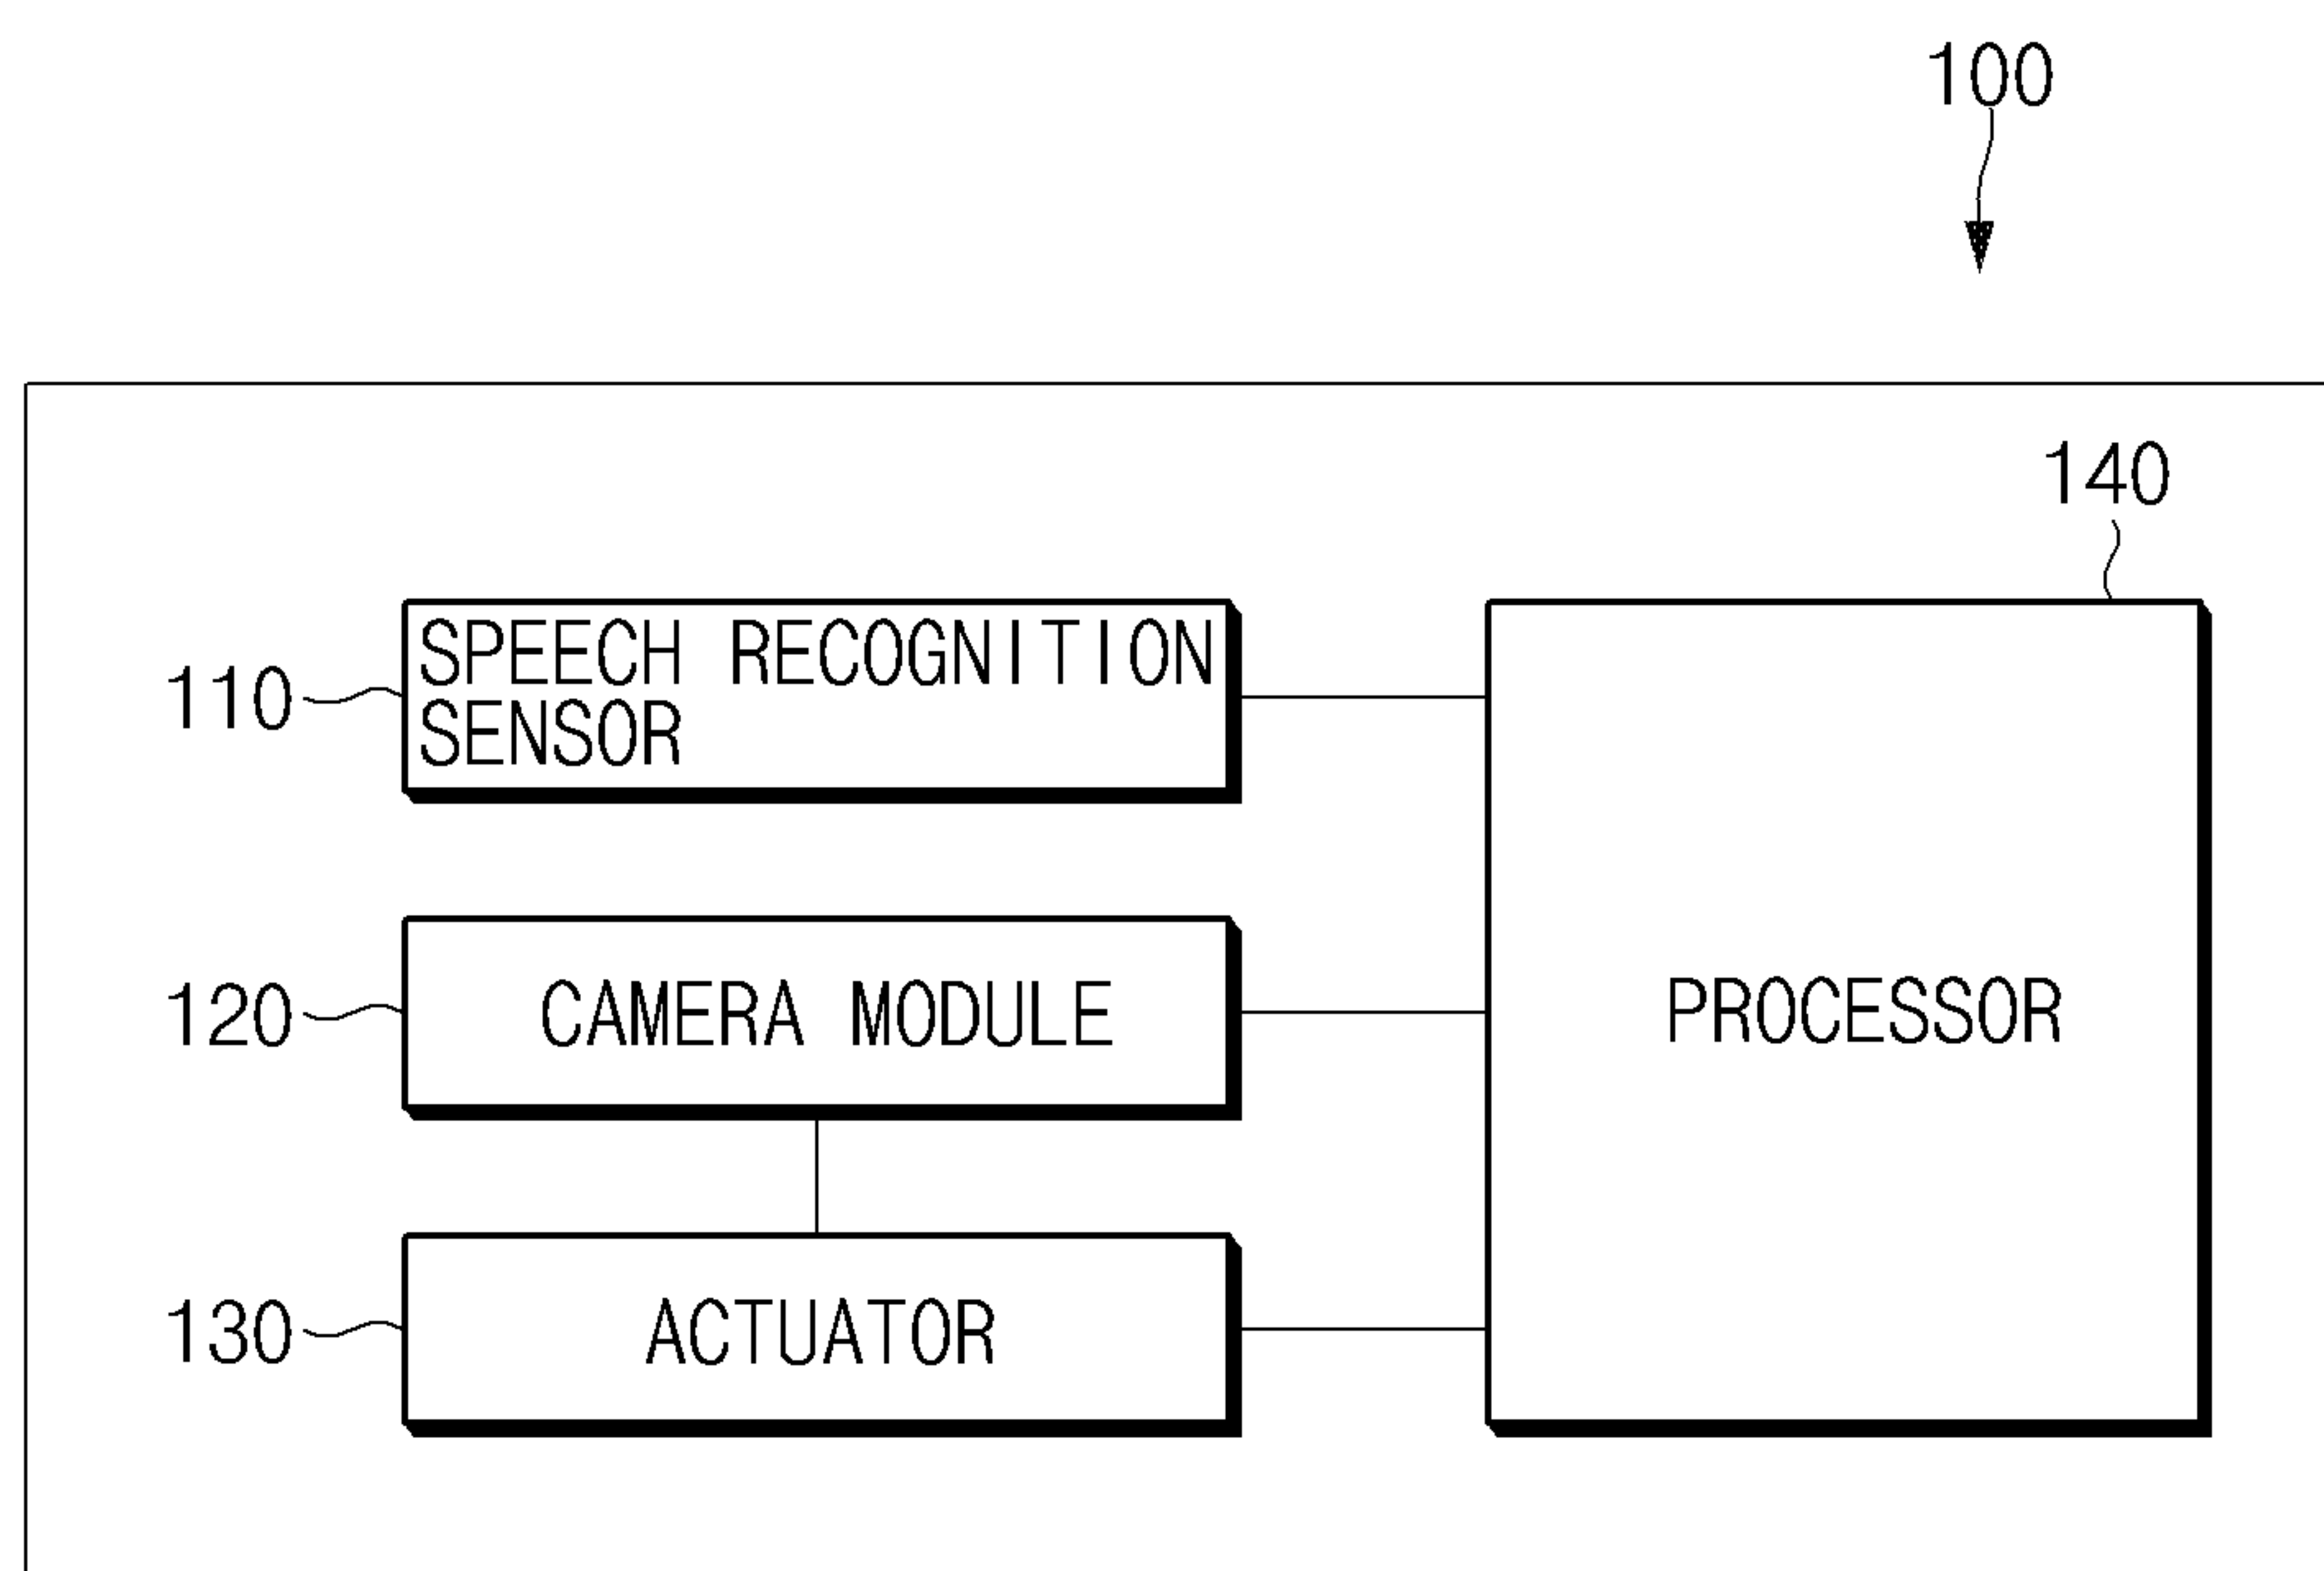 100
140
110
SPEECH RECOGNITION
SENSOR
120
CAMERA MODULE
PROCESSOR
130
ACTUATOR